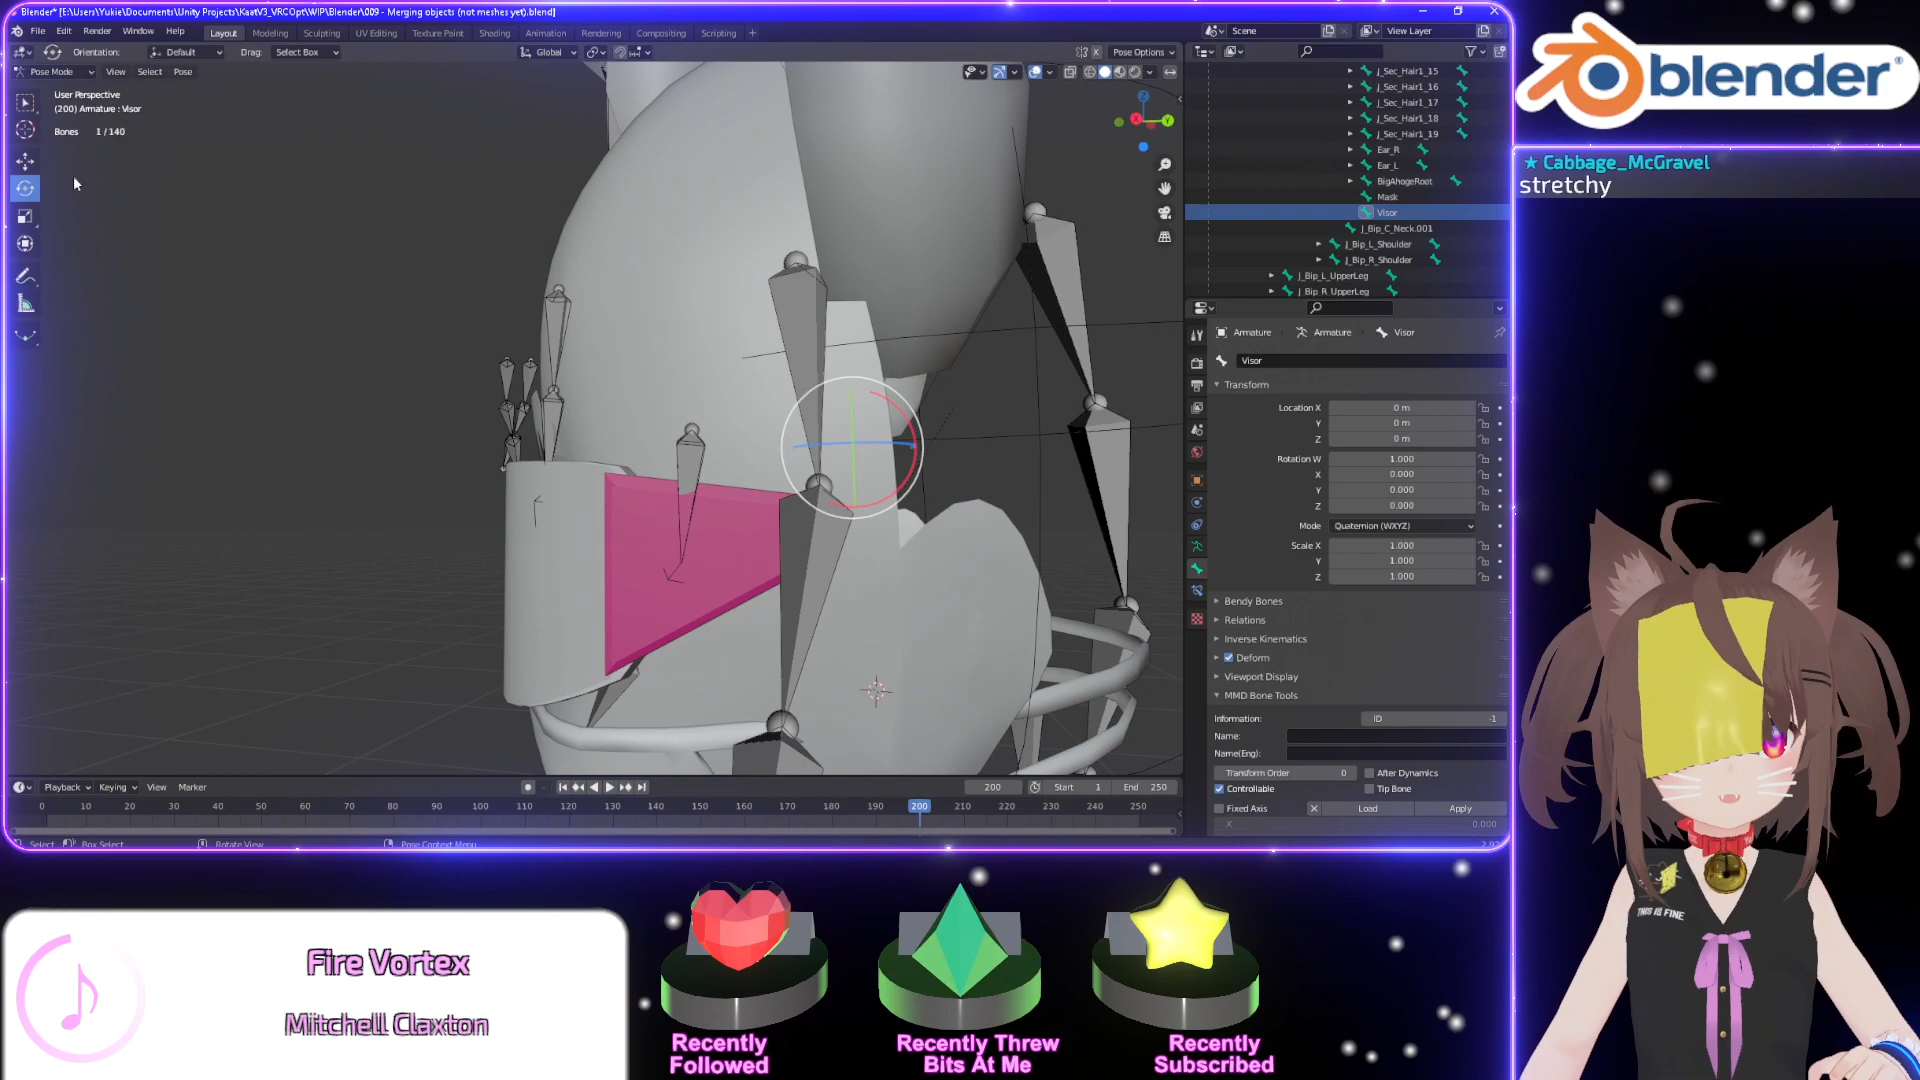 Blender* [E:\Users\Yukie\Documents\Unity Projects\KaatV3_VRCOpt\WIP\Blender\009 - Merging objects (not meshes yet).blend]
File Edit Render Window Help Layout Modeling Sculpting UV Editing Texture Paint Shading Animation Rendering Compositing Scripting + Scene View Layer
Orientation: Default Drag: Select Box Global X Pose Options
Pose Mode View Select Pose
User Perspective
(200) Armature : Visor
Bones 1 / 140
Z
X
Y
J_Sec_Hair1_15
J_Sec_Hair1_16
J_Sec_Hair1_17
J_Sec_Hair1_18
J_Sec_Hair1_19
Ear_R
Ear_L
BigAhogeRoot
Mask
Visor
J_Bip_C_Neck.001
J_Bip_L_Shoulder
J_Bip_R_Shoulder
J_Bip_L_UpperLeg
J_Bip_R_UpperLeg
Armature Armature Visor
Visor
Transform
Location X 0 m
Y 0 m
Z 0 m
Rotation W 1.000
X 0.000
Y 0.000
Z 0.000
Mode Quaternion (WXYZ)
Scale X 1.000
Y 1.000
Z 1.000
Bendy Bones
Relations
Inverse Kinematics
Deform
Viewport Display
MMD Bone Tools
Information: ID -1
Name:
Name(Eng):
Transform Order 0 After Dynamics
Controllable Tip Bone
Fixed Axis Load Apply
X 0.000
Playback Keying View Marker 200 Start 1 End 250
0 10 20 30 40 50 60 70 80 90 100 110 120 130 140 150 160 170 180 190 200 210 220 230 240 250
Select Box Select Rotate View Pose Context Menu
blender
®
★ Cabbage_McGravel
stretchy
THIS IS FINE
Fire Vortex
Mitchell Claxton
Recently
Followed
Recently Threw
Bits At Me
Recently
Subscribed